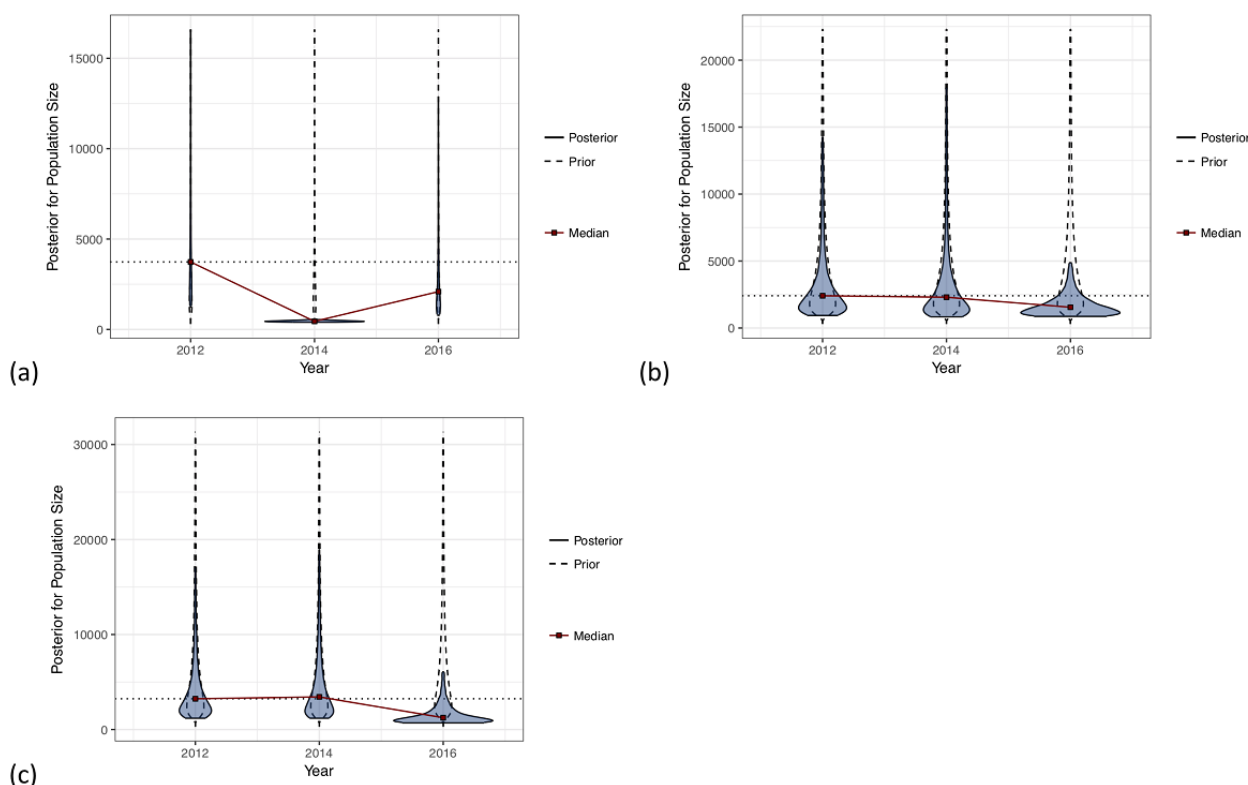 15000
10000
5000
0
Posterior for Population Size
2012 2014 2016
Year
Posterior
Prior
Median
(a)
20000
15000
10000
5000
0
Posterior for Population Size
2012 2014 2016
Year
Posterior
Prior
Median
(b)
30000
20000
10000
0
Posterior for Population Size
2012 2014 2016
Year
Posterior
Prior
Median
(c)